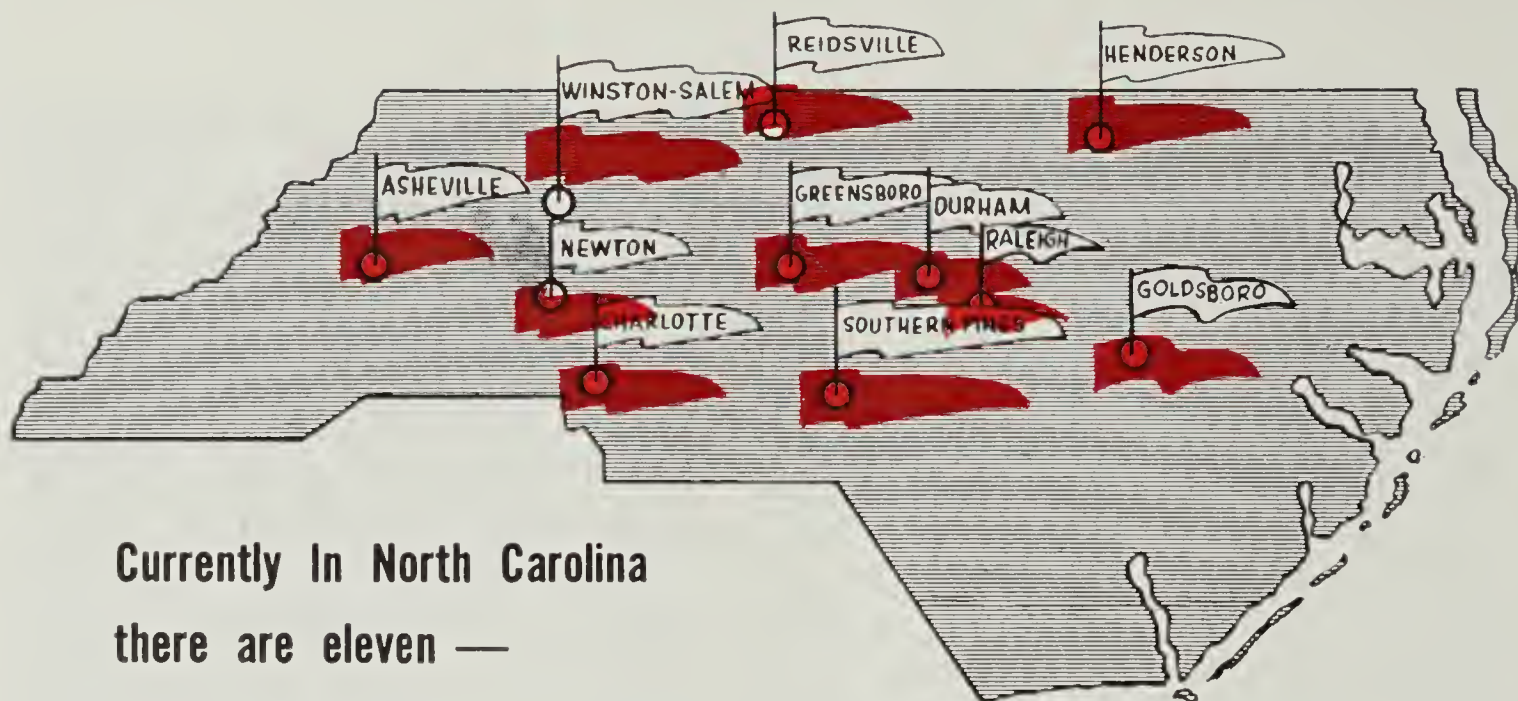 REIDSVILLE
HENDERSON
WINSTON-SALEM
ASHEVILLE
GREENSBORO
DURHAM
NEWTON
RALEIGH
GOLDSBORO
CHARLOTTE
SOUTHERN PINES
Currently In North Carolina
there are eleven —